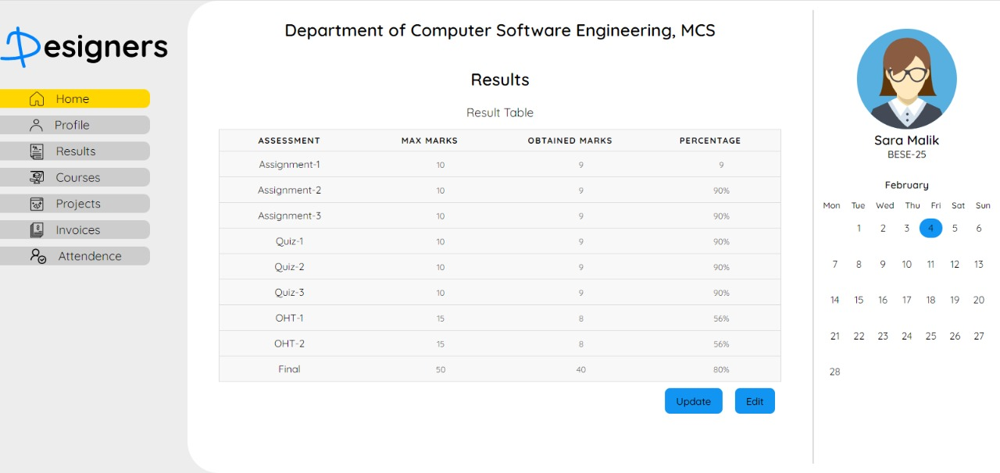 Designers
Home
Profile
Results
Courses
Projects
Invoices
Attendence
Department of Computer Software Engineering, MCS
Results
Result Table
ASSESSMENT MAX MARKS OBTAINED MARKS PERCENTAGE
Assignment-1 10 9 9
Assignment-2 10 9 90%
Assignment-3 10 9 90%
Quiz-1 10 9 90%
Quiz-2 10 9 90%
Quiz-3 10 9 90%
OHT-1 15 8 56%
OHT-2 15 8 56%
Final 50 40 80%
Update Edit
Sara Malik
BESE-25
February
Mon Tue Wed Thu Fri Sat Sun
1 2 3 4 5 6
7 8 9 10 11 12 13
14 15 16 17 18 19 20
21 22 23 24 25 26 27
28